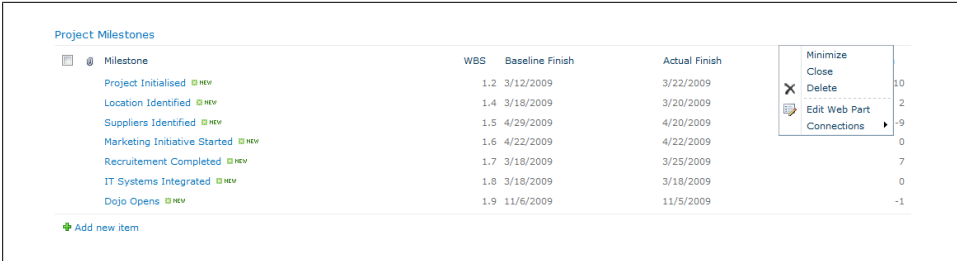 Project Milestones
Milestone WBS Baseline Finish Actual Finish
Project Initialised NEW 1.2 3/12/2009 3/22/2009 10
Location Identified NEW 1.4 3/18/2009 3/20/2009 2
Suppliers Identified NEW 1.5 4/29/2009 4/20/2009 -9
Marketing Initiative Started NEW 1.6 4/22/2009 4/22/2009 0
Recruitement Completed NEW 1.7 3/18/2009 3/25/2009 7
IT Systems Integrated NEW 1.8 3/18/2009 3/18/2009 0
Dojo Opens NEW 1.9 11/6/2009 11/5/2009 -1
Add new item
Minimize
Close
Delete
Edit Web Part
Connections